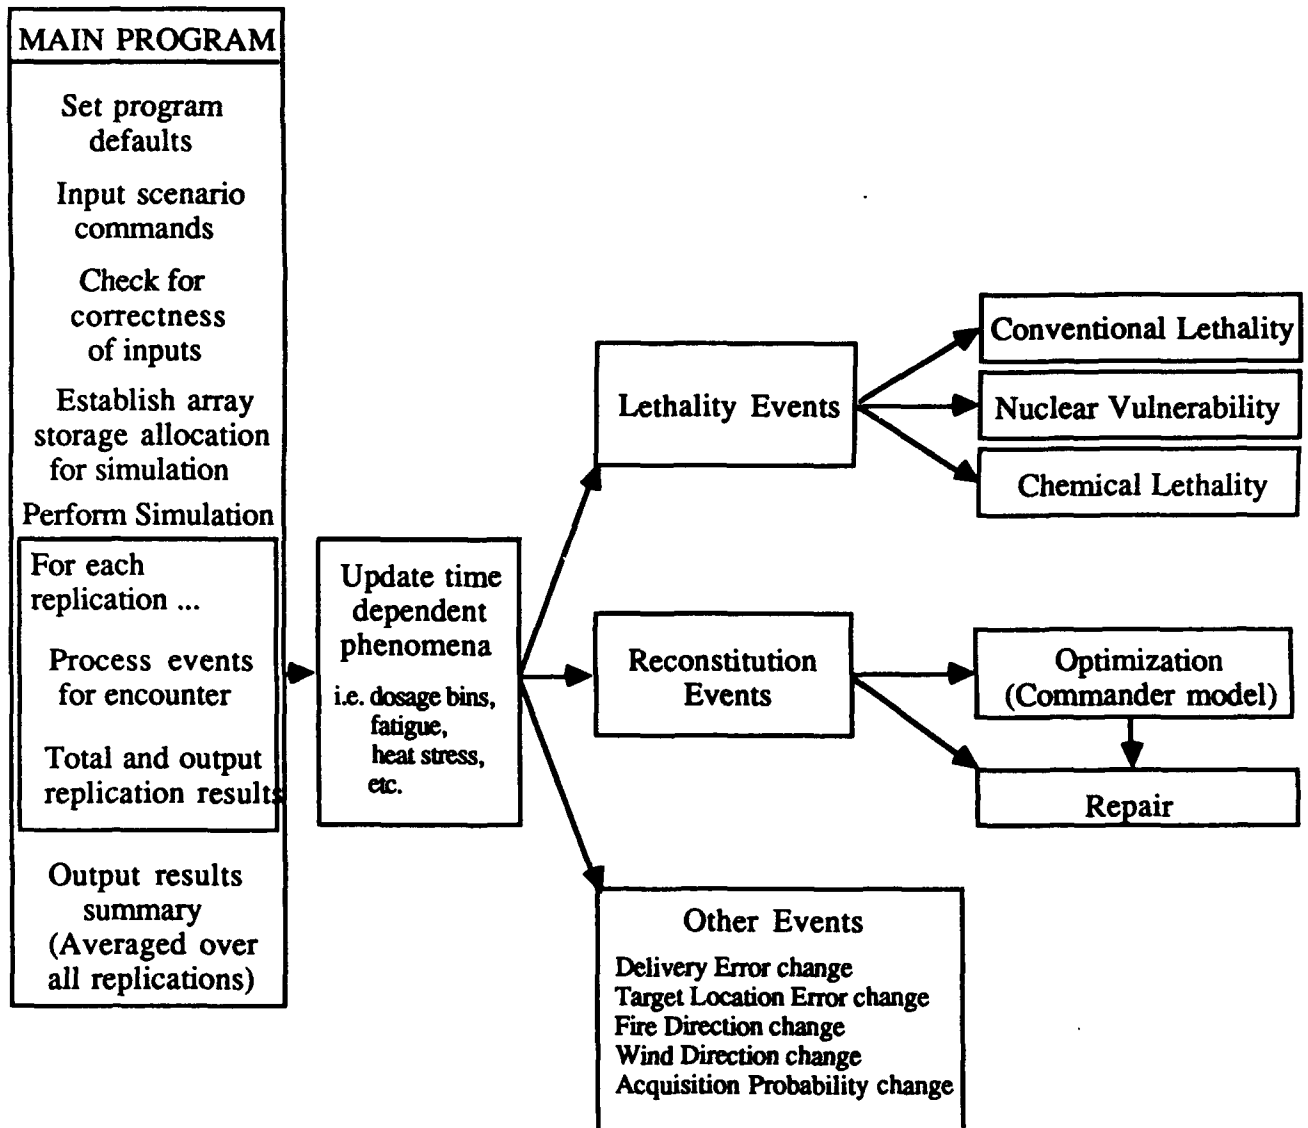 MAIN PROGRAM
Set program
defaults
Input scenario
commands
Check for
correctness
of inputs
Establish array
storage allocation
for simulation
Perform Simulation
For each
replication ...
Process events
for encounter
Total and output
replication results
Output results
summary
(Averaged over
all replications)
Update time
dependent
phenomena
i.e. dosage bins,
fatigue,
heat stress,
etc.
Lethality Events
Conventional Lethality
Nuclear Vulnerability
Chemical Lethality
Reconstitution
Events
Optimization
(Commander model)
Repair
Other Events
Delivery Error change
Target Location Error change
Fire Direction change
Wind Direction change
Acquisition Probability change